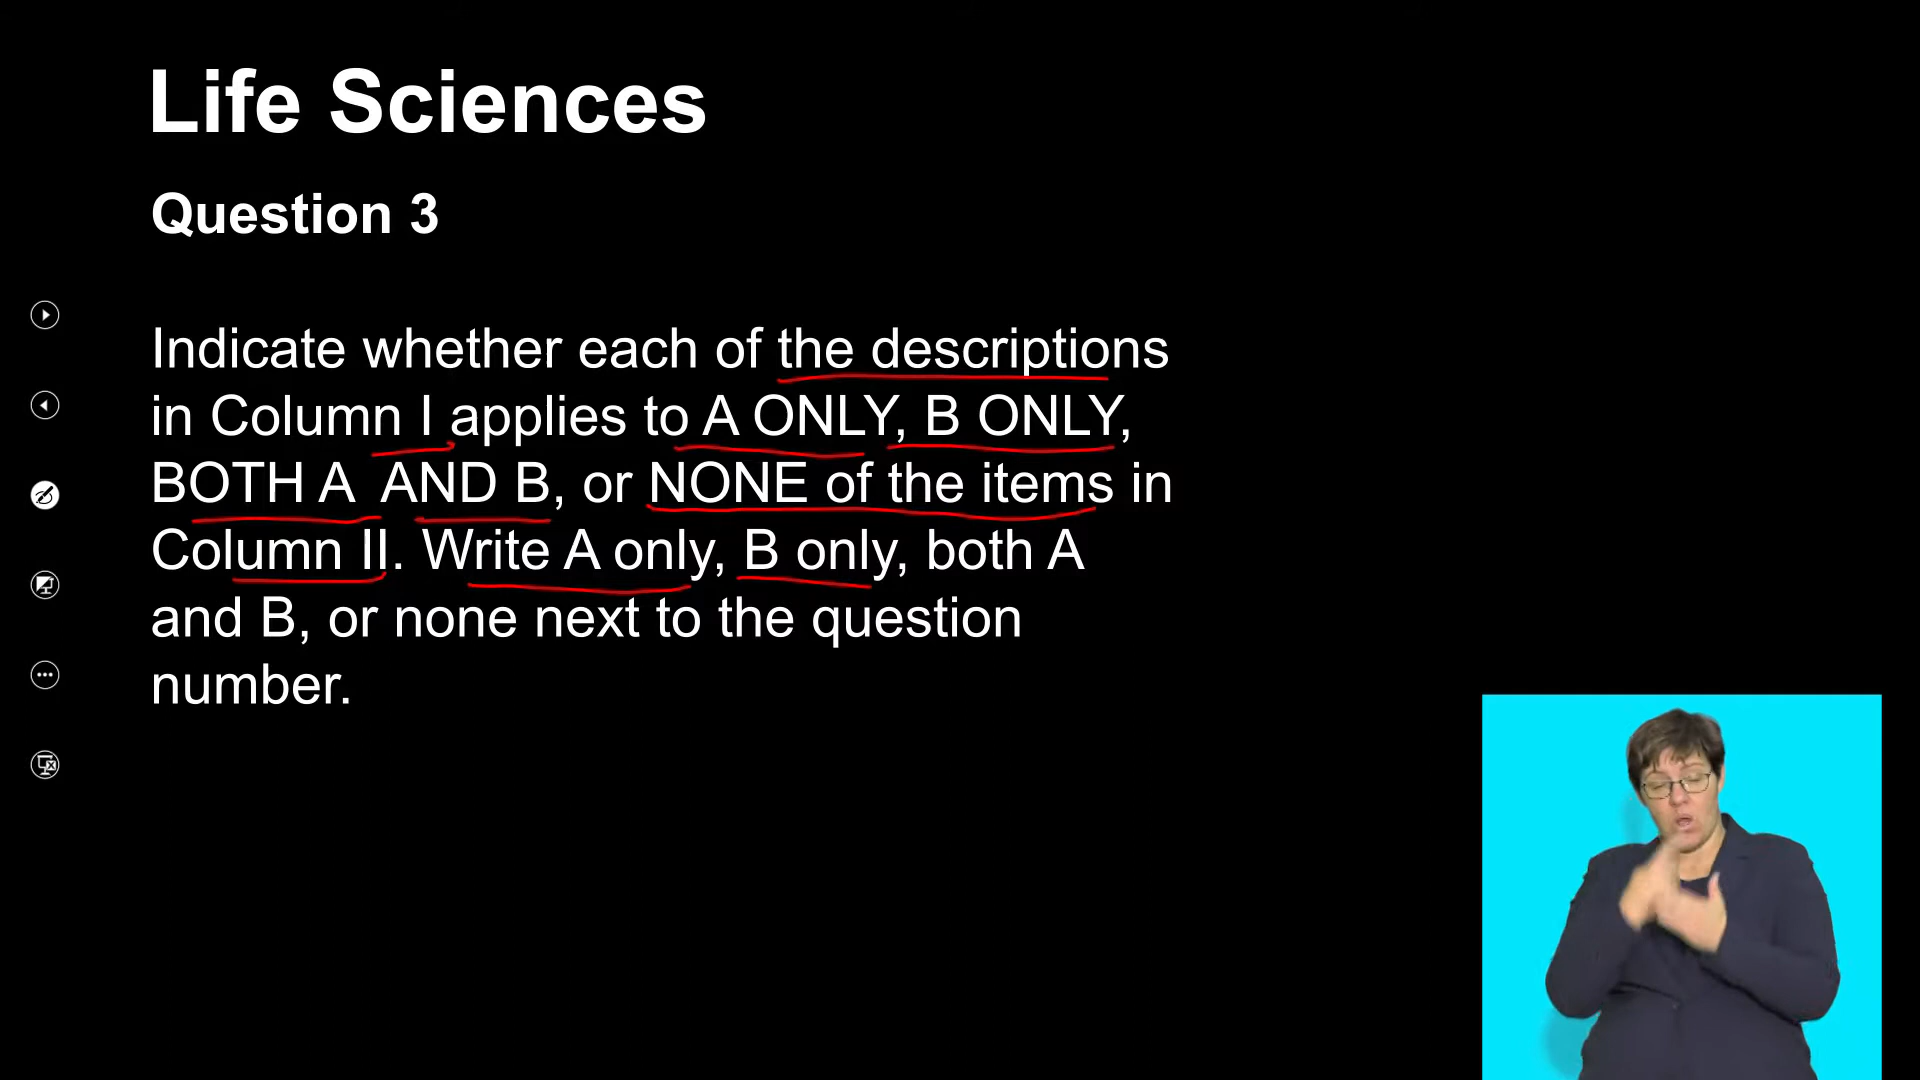 Life Sciences
Question 3
Indicate whether each of the descriptions
in Column I applies to A ONLY, B ONLY,
BOTH A  AND B, or NONE of the items in
Column II. Write A only, B only, both A
and B, or none next to the question
number.